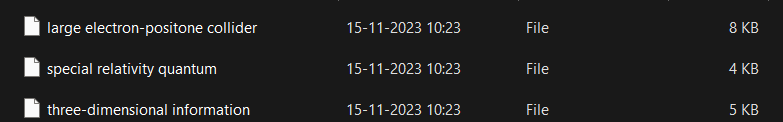 large electron-positone collider 15-11-2023 10:23 File 8 KB
special relativity quantum 15-11-2023 10:23 File 4 KB
three-dimensional information 15-11-2023 10:23 File 5 KB